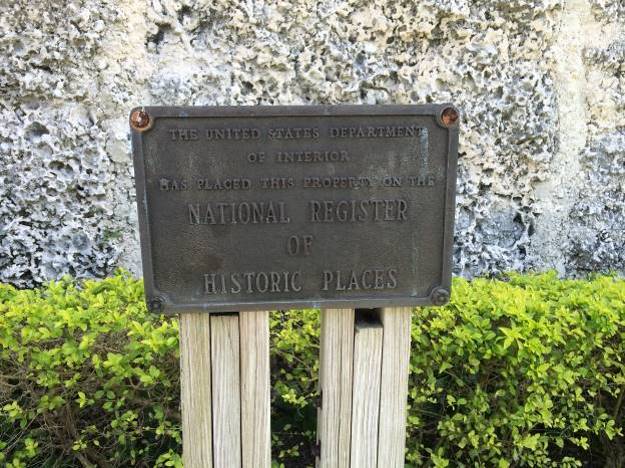 THE UNITED STATES DEPARTMENT
OF INTERIOR
HAS PLACED THIS PROPERTY ON THE
NATIONAL REGISTER
OF
HISTORIC PLACES